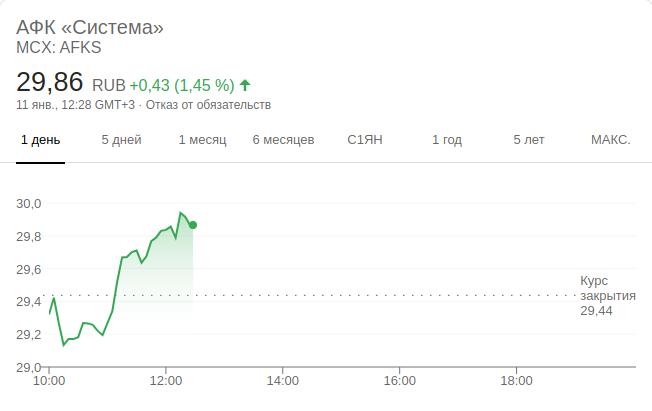 АФК «Система»
MCX: AFKS
29,86 RUB +0,43 (1,45 %)
11 янв., 12:28 GMT+3 · Отказ от обязательств
1 день 5 дней 1 месяц 6 месяцев С1ЯН 1 год 5 лет МАКС.
30,0
29,8
29,6
29,4
29,2
29,0
Курс
закрытия
29,44
10:00 12:00 14:00 16:00 18:00